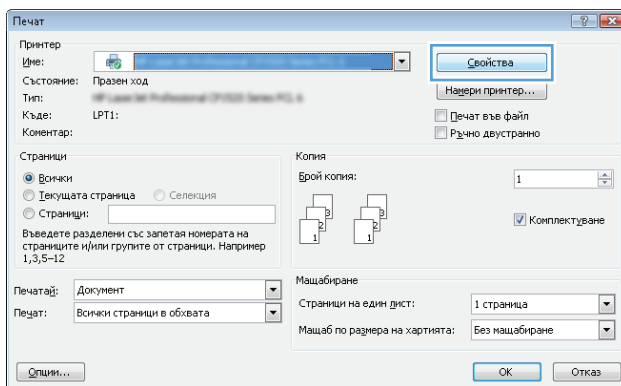 Печат
Принтер
Име:
Свойства
Състояние: Празен ход
Тип:
Намери принтер...
Къде: LPT1:
Печат във файл
Коментар:
Ръчно двустранно
Страници
Всички
Текущата страница Селекция
Страници:
Въведете разделени със запетая номерата на
страниците и/или групите от страници. Например
1,3,5–12
Копия
Брой копия: 1
Комплектуване
Печатай: Документ
Печат: Всички страници в обхвата
Мащабиране
Страници на един лист: 1 страница
Мащаб по размера на хартията: Без мащабиране
Опции...
OK
Отказ